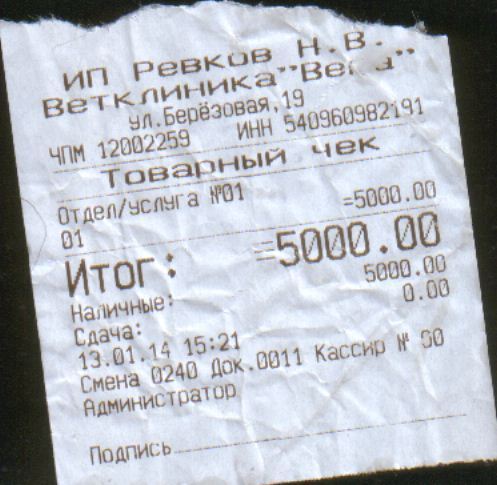 ИП Ревков Н.В.
Ветклиника
ул.Берёзовая,19
ЧПМ 12002259 ИНН 540960982191
Товарный чек
Отдел/услуга №01
01 =5000.00
Итог: =5000.00
Наличные: 5000.00
Сдача: 0.00
13.01.14 15:21
Смена 0240 Док.0011 Кассир №
Администратор
Подпись